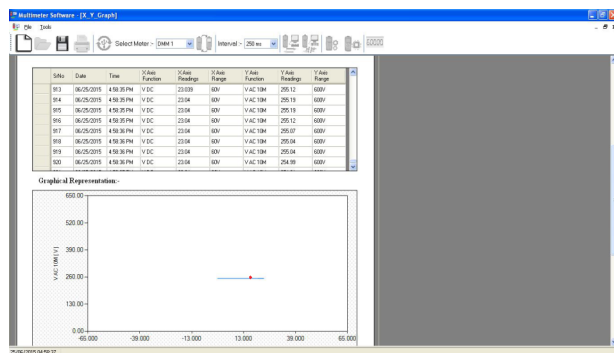 Multimeter Software - [X_Y_Graph]
File Tools
Select Meter :- DMM 1 Interval :- 250 ms
SrNo Date Time X Axis Function X Axis Readings X Axis Range Y Axis Function Y Axis Readings Y Axis Range
913 06/25/2015 4:58:35 PM V DC 23.039 60V V AC 10M 255.12 600V
914 06/25/2015 4:58:35 PM V DC 23.04 60V V AC 10M 255.19 600V
915 06/25/2015 4:58:35 PM V DC 23.04 60V V AC 10M 255.19 600V
916 06/25/2015 4:58:35 PM V DC 23.04 60V V AC 10M 255.12 600V
917 06/25/2015 4:58:36 PM V DC 23.04 60V V AC 10M 255.07 600V
918 06/25/2015 4:58:36 PM V DC 23.04 60V V AC 10M 255.04 600V
919 06/25/2015 4:58:36 PM V DC 23.04 60V V AC 10M 255.04 600V
920 06/25/2015 4:58:36 PM V DC 23.04 60V V AC 10M 254.99 600V
Graphical Representation:-
650.00
520.00
390.00
V AC 10M [ V ]
260.00
130.00
0.00
-65.000 -39.000 -13.000 13.000 39.000 65.000
25/06/2015 04:58:37